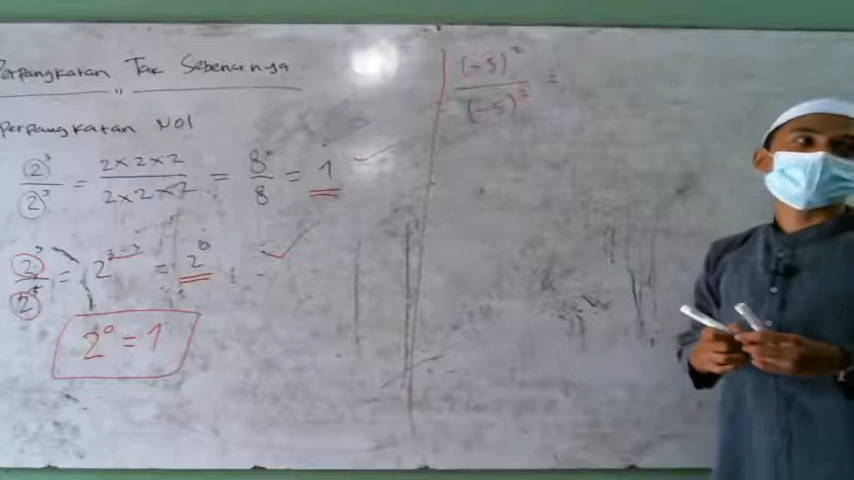 Perpangkatan Tak Sebenarnya
Perpangkatan Nol
2³/2³ = 2×2×2/2×2×2 = 8/8 = 1
2³/2³ = 2³⁻³ = 2⁰
2⁰ = 1
(-5)²/(-5)² =